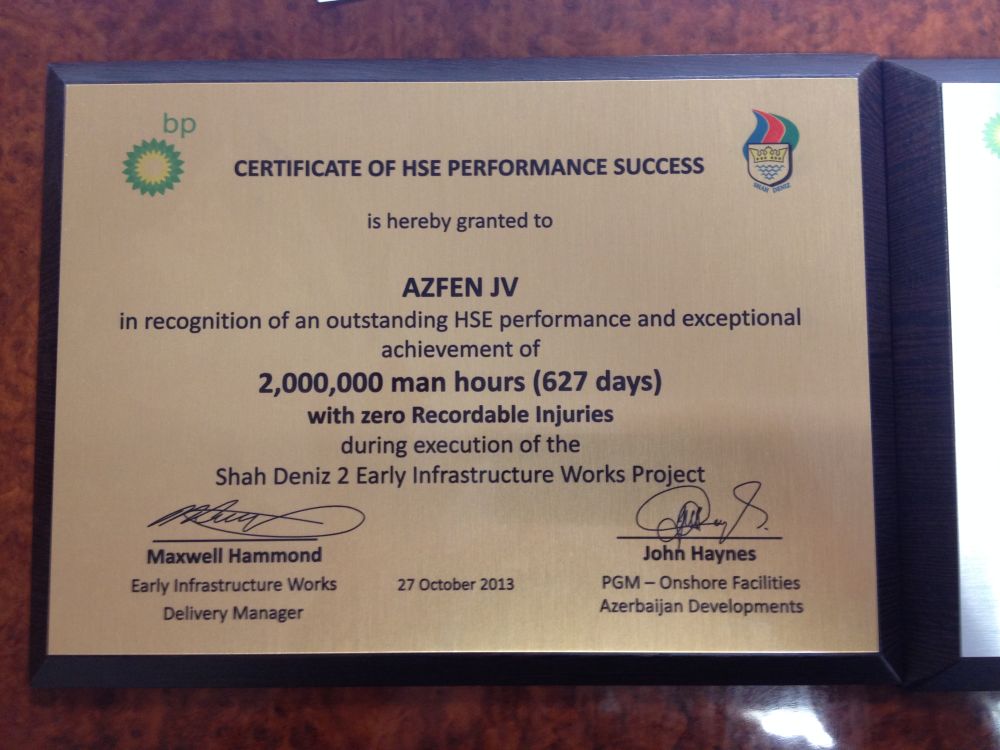 bp
CERTIFICATE OF HSE PERFORMANCE SUCCESS
SHAH DENIZ
is hereby granted to
AZFEN JV
in recognition of an outstanding HSE performance and exceptional
achievement of
2,000,000 man hours (627 days)
with zero Recordable Injuries
during execution of the
Shah Deniz 2 Early Infrastructure Works Project
Maxwell Hammond
Early Infrastructure Works
Delivery Manager
27 October 2013
John Haynes
PGM – Onshore Facilities
Azerbaijan Developments